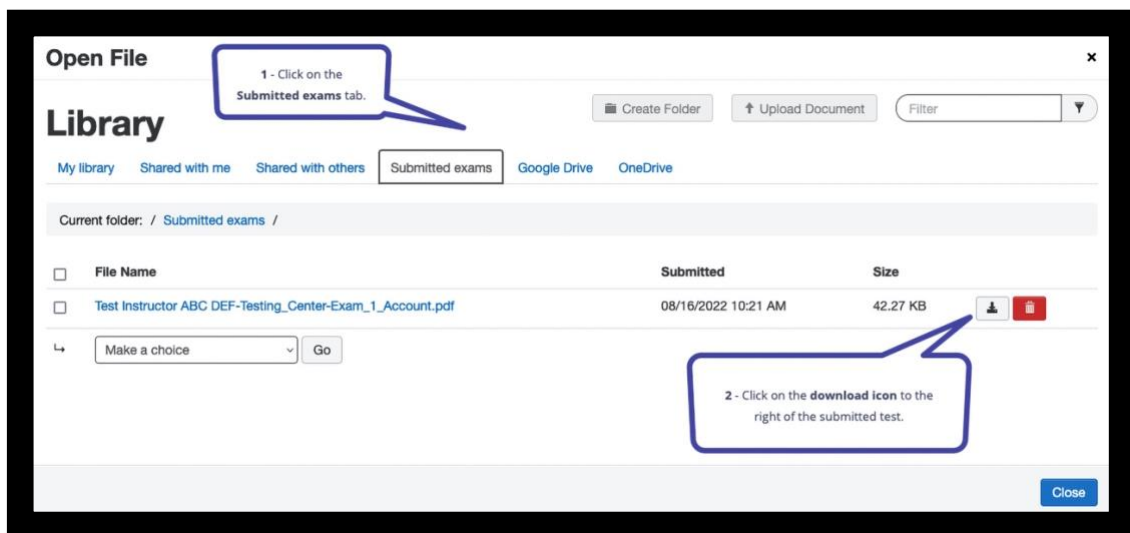 Open File
×
1 - Click on the
Submitted exams tab.
Library
Create Folder
Upload Document
Filter
My library
Shared with me
Shared with others
Submitted exams
Google Drive
OneDrive
Current folder: / Submitted exams /
File Name
Submitted
Size
Test Instructor ABC DEF-Testing_Center-Exam_1_Account.pdf
08/16/2022 10:21 AM
42.27 KB
Make a choice
Go
2 - Click on the download icon to the
right of the submitted test.
Close